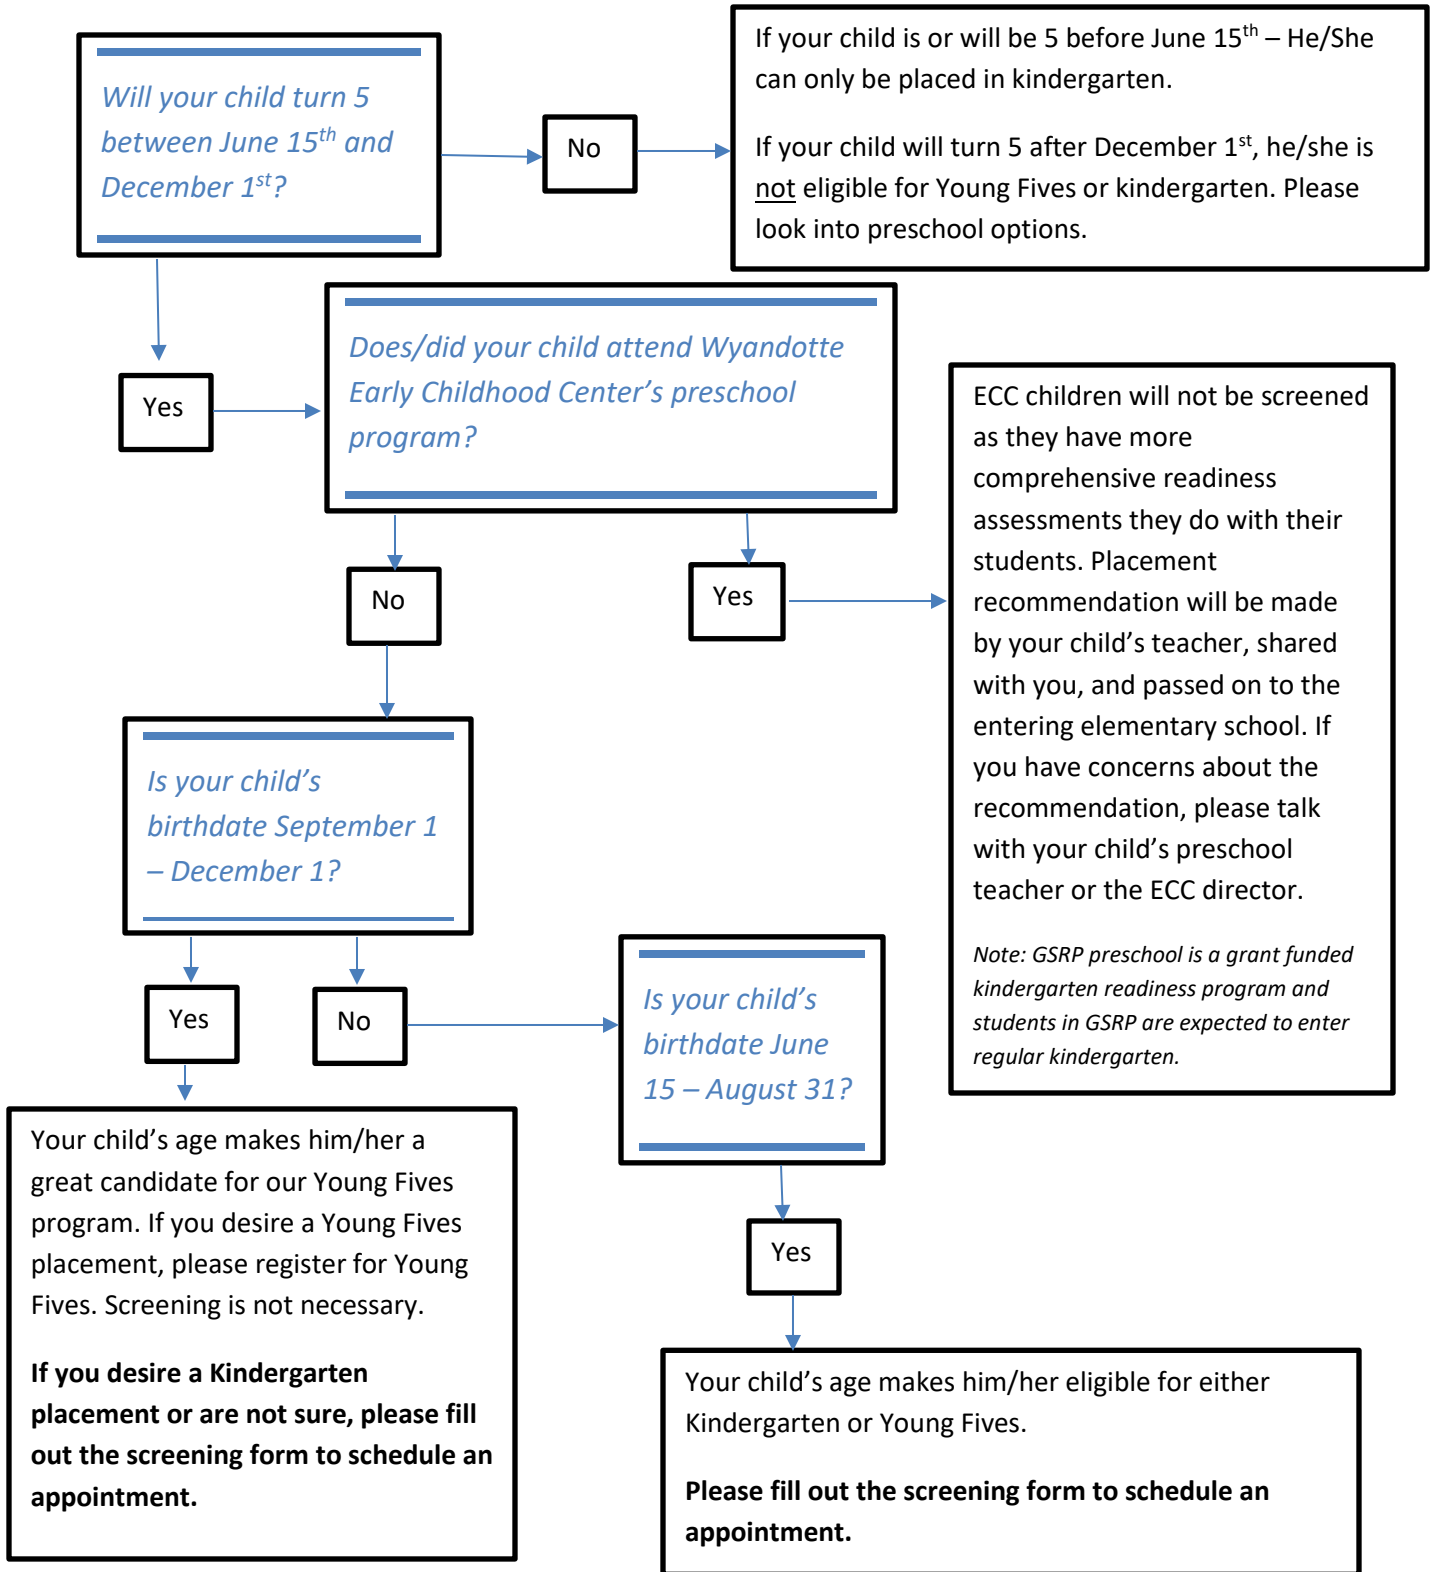 Will your child turn 5
between June 15th and
December 1st?
No
If your child is or will be 5 before June 15th – He/She
can only be placed in kindergarten.
If your child will turn 5 after December 1st, he/she is
not eligible for Young Fives or kindergarten. Please
look into preschool options.
Yes
Does/did your child attend Wyandotte
Early Childhood Center’s preschool
program?
No
Yes
ECC children will not be screened
as they have more
comprehensive readiness
assessments they do with their
students. Placement
recommendation will be made
by your child’s teacher, shared
with you, and passed on to the
entering elementary school. If
you have concerns about the
recommendation, please talk
with your child’s preschool
teacher or the ECC director.
Note: GSRP preschool is a grant funded
kindergarten readiness program and
students in GSRP are expected to enter
regular kindergarten.
Is your child’s
birthdate September 1
– December 1?
Yes
No
Is your child’s
birthdate June
15 – August 31?
Yes
Your child’s age makes him/her a
great candidate for our Young Fives
program. If you desire a Young Fives
placement, please register for Young
Fives. Screening is not necessary.
If you desire a Kindergarten
placement or are not sure, please fill
out the screening form to schedule an
appointment.
Your child’s age makes him/her eligible for either
Kindergarten or Young Fives.
Please fill out the screening form to schedule an
appointment.